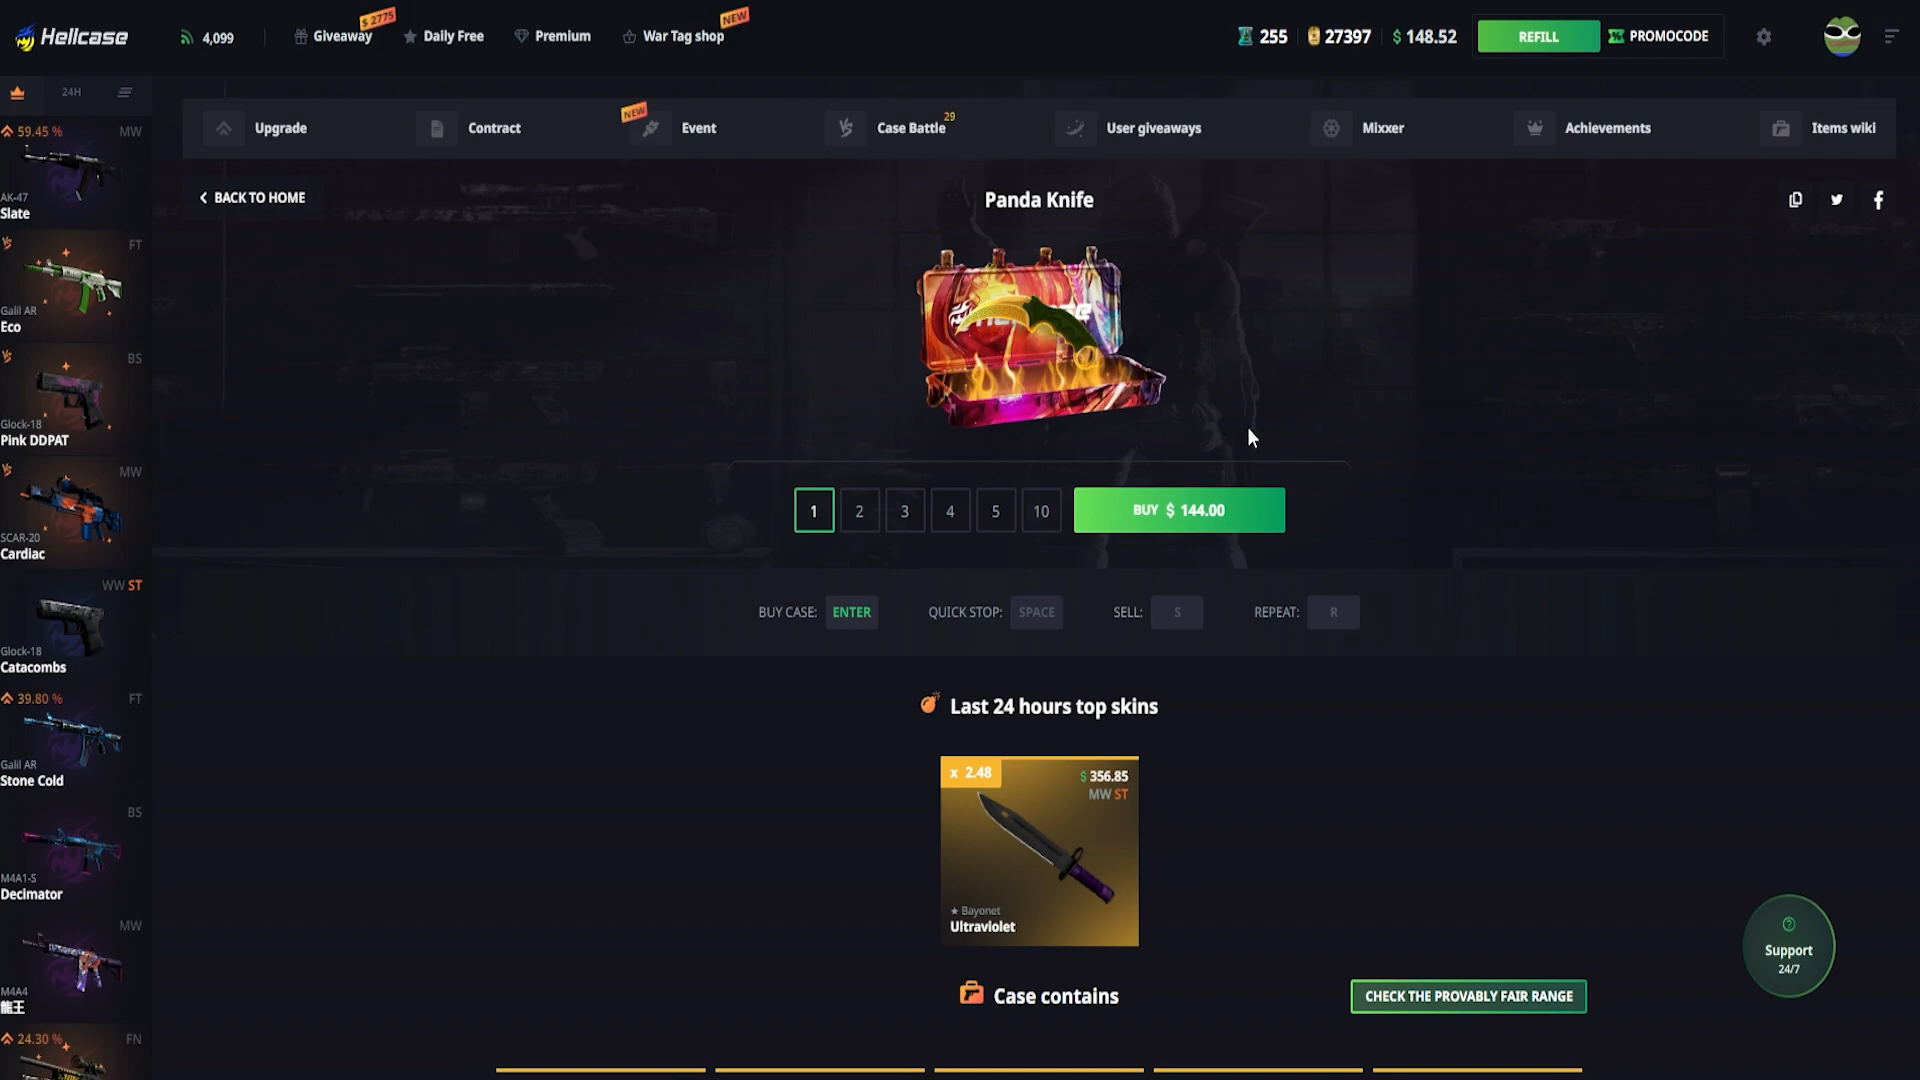 Hellcase
4,099
Giveaway
$ 2775
Daily Free
Premium
War Tag shop
NEW
255
27397
$ 148.52
REFILL
PROMOCODE
24H
Upgrade
Contract
NEW
Event
Case Battle
29
User giveaways
Mixxer
Achievements
Items wiki
BACK TO HOME
Panda Knife
59.45 %
MW
AK-47
Slate
FT
Galil AR
Eco
BS
Glock-18
Pink DDPAT
MW
SCAR-20
Cardiac
WW ST
Glock-18
Catacombs
39.80 %
FT
Galil AR
Stone Cold
BS
M4A1-S
Decimator
MW
M4A4
龍王
24.30 %
FN
1
2
3
4
5
10
BUY $ 144.00
BUY CASE: ENTER
QUICK STOP: SPACE
SELL: S
REPEAT: R
Last 24 hours top skins
x 2.48
$ 356.85
MW ST
★ Bayonet
Ultraviolet
Case contains
CHECK THE PROVABLY FAIR RANGE
Support
24/7